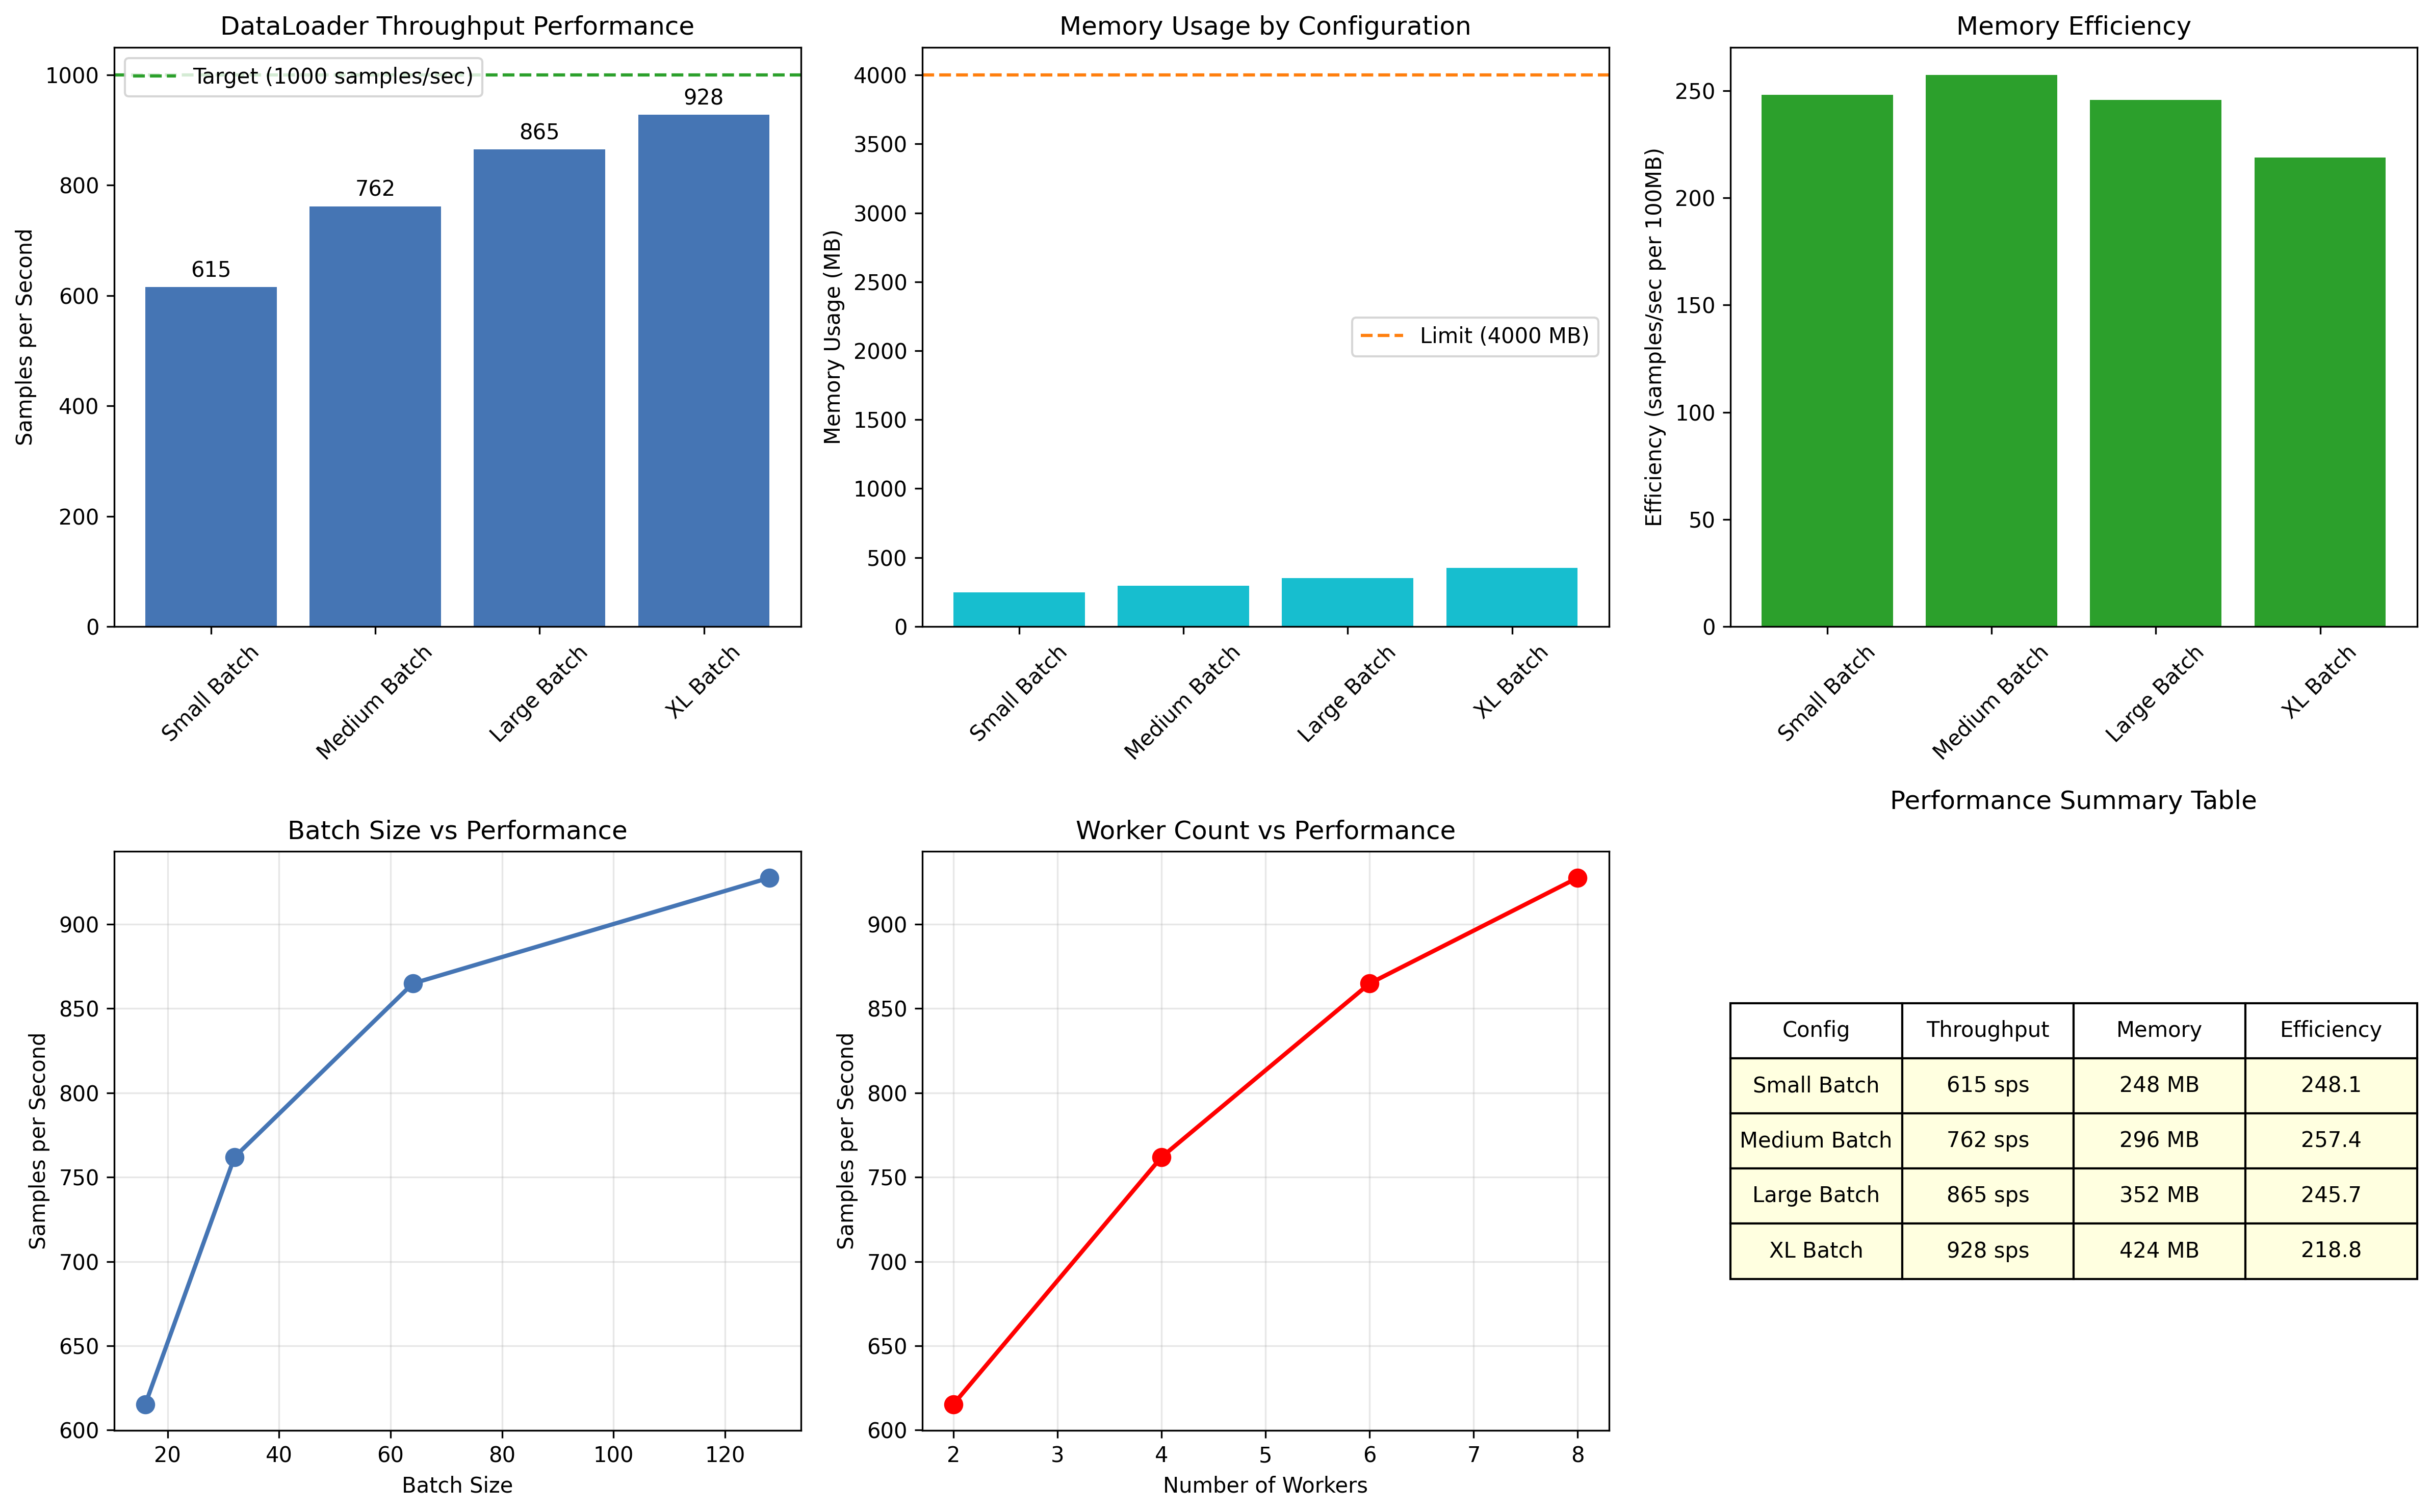 DataLoader Throughput Performance
Samples per Second
1000
800
600
400
200
0
Target (1000 samples/sec)
615
762
865
928
Small Batch
Medium Batch
Large Batch
XL Batch
Memory Usage by Configuration
Memory Usage (MB)
4000
3500
3000
2500
2000
1500
1000
500
0
Limit (4000 MB)
Small Batch
Medium Batch
Large Batch
XL Batch
Memory Efficiency
Efficiency (samples/sec per 100MB)
250
200
150
100
50
0
Small Batch
Medium Batch
Large Batch
XL Batch
Batch Size vs Performance
Samples per Second
900
850
800
750
700
650
600
20 40 60 80 100 120
Batch Size
Worker Count vs Performance
Samples per Second
900
850
800
750
700
650
600
2 3 4 5 6 7 8
Number of Workers
Performance Summary Table
Config Throughput Memory Efficiency
Small Batch 615 sps 248 MB 248.1
Medium Batch 762 sps 296 MB 257.4
Large Batch 865 sps 352 MB 245.7
XL Batch 928 sps 424 MB 218.8